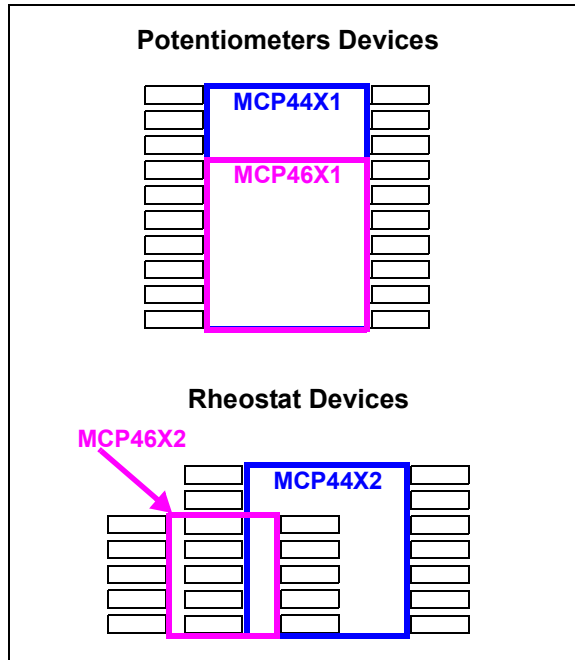 Potentiometers Devices
MCP44X1
MCP46X1
Rheostat Devices
MCP46X2
MCP44X2